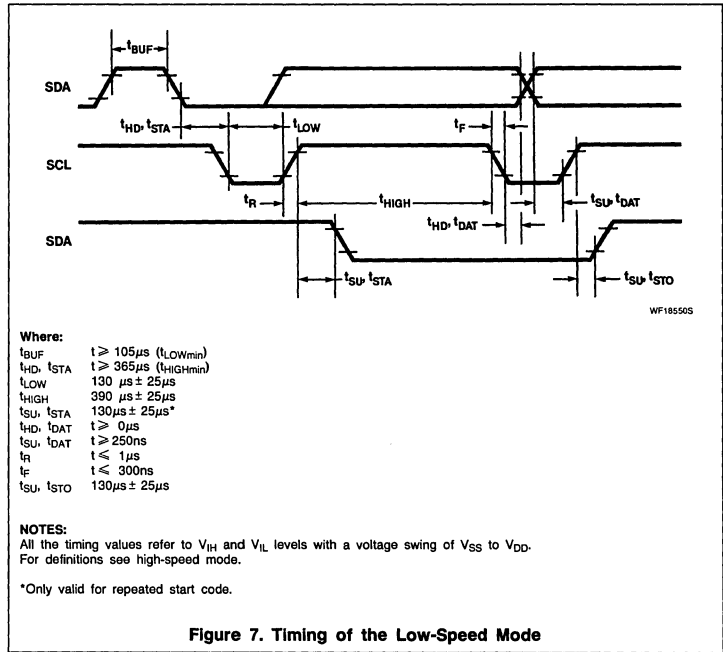 tBUF
SDA
tHD, tSTA
tLOW
tF
SCL
tR
tHIGH
tSU, tDAT
tHD, tDAT
SDA
tSU, tSTA
tSU, tSTO
WF18550S
Where:
tBUF t ≥ 105μs (tLOWmin)
tHD, tSTA t ≥ 365μs (tHIGHmin)
tLOW 130 μs ± 25μs
tHIGH 390 μs ± 25μs
tSU, tSTA 130μs ± 25μs*
tHD, tDAT t ≥ 0μs
tSU, tDAT t ≥ 250ns
tR t ≤ 1μs
tF t ≤ 300ns
tSU, tSTO 130μs ± 25μs
NOTES:
All the timing values refer to VIH and VIL levels with a voltage swing of VSS to VDD.
For definitions see high-speed mode.
*Only valid for repeated start code.
Figure 7. Timing of the Low-Speed Mode